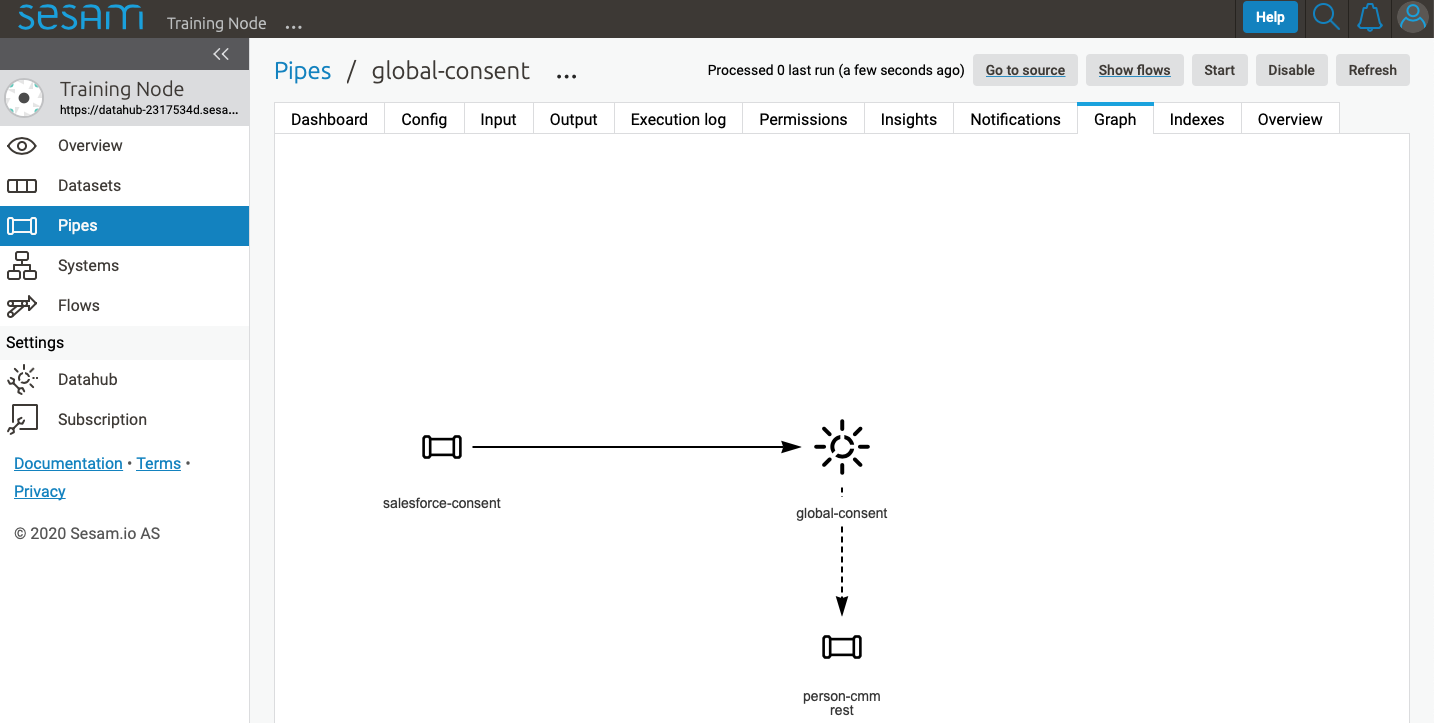 sesam Training Node ... Help
Training Node
https://datahub-2317534d.sesa...
Overview
Datasets
Pipes
Systems
Flows
Settings
Datahub
Subscription
Documentation • Terms •
Privacy
© 2020 Sesam.io AS
Pipes / global-consent ... Processed 0 last run (a few seconds ago) Go to source Show flows Start Disable Refresh
Dashboard Config Input Output Execution log Permissions Insights Notifications Graph Indexes Overview
salesforce-consent
global-consent
person-cmm
rest